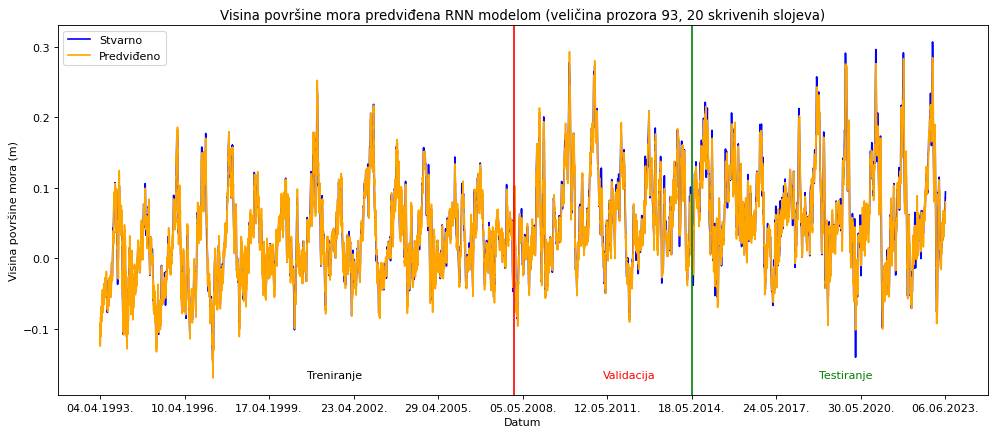 Visina površine mora predviđena RNN modelom (veličina prozora 93, 20 skrivenih slojeva)
Stvarno
Predviđeno
0.3
0.2
0.1
0.0
−0.1
Visina površine mora (m)
Treniranje
Validacija
Testiranje
04.04.1993.
10.04.1996.
17.04.1999.
23.04.2002.
29.04.2005.
05.05.2008.
12.05.2011.
18.05.2014.
24.05.2017.
30.05.2020.
06.06.2023.
Datum